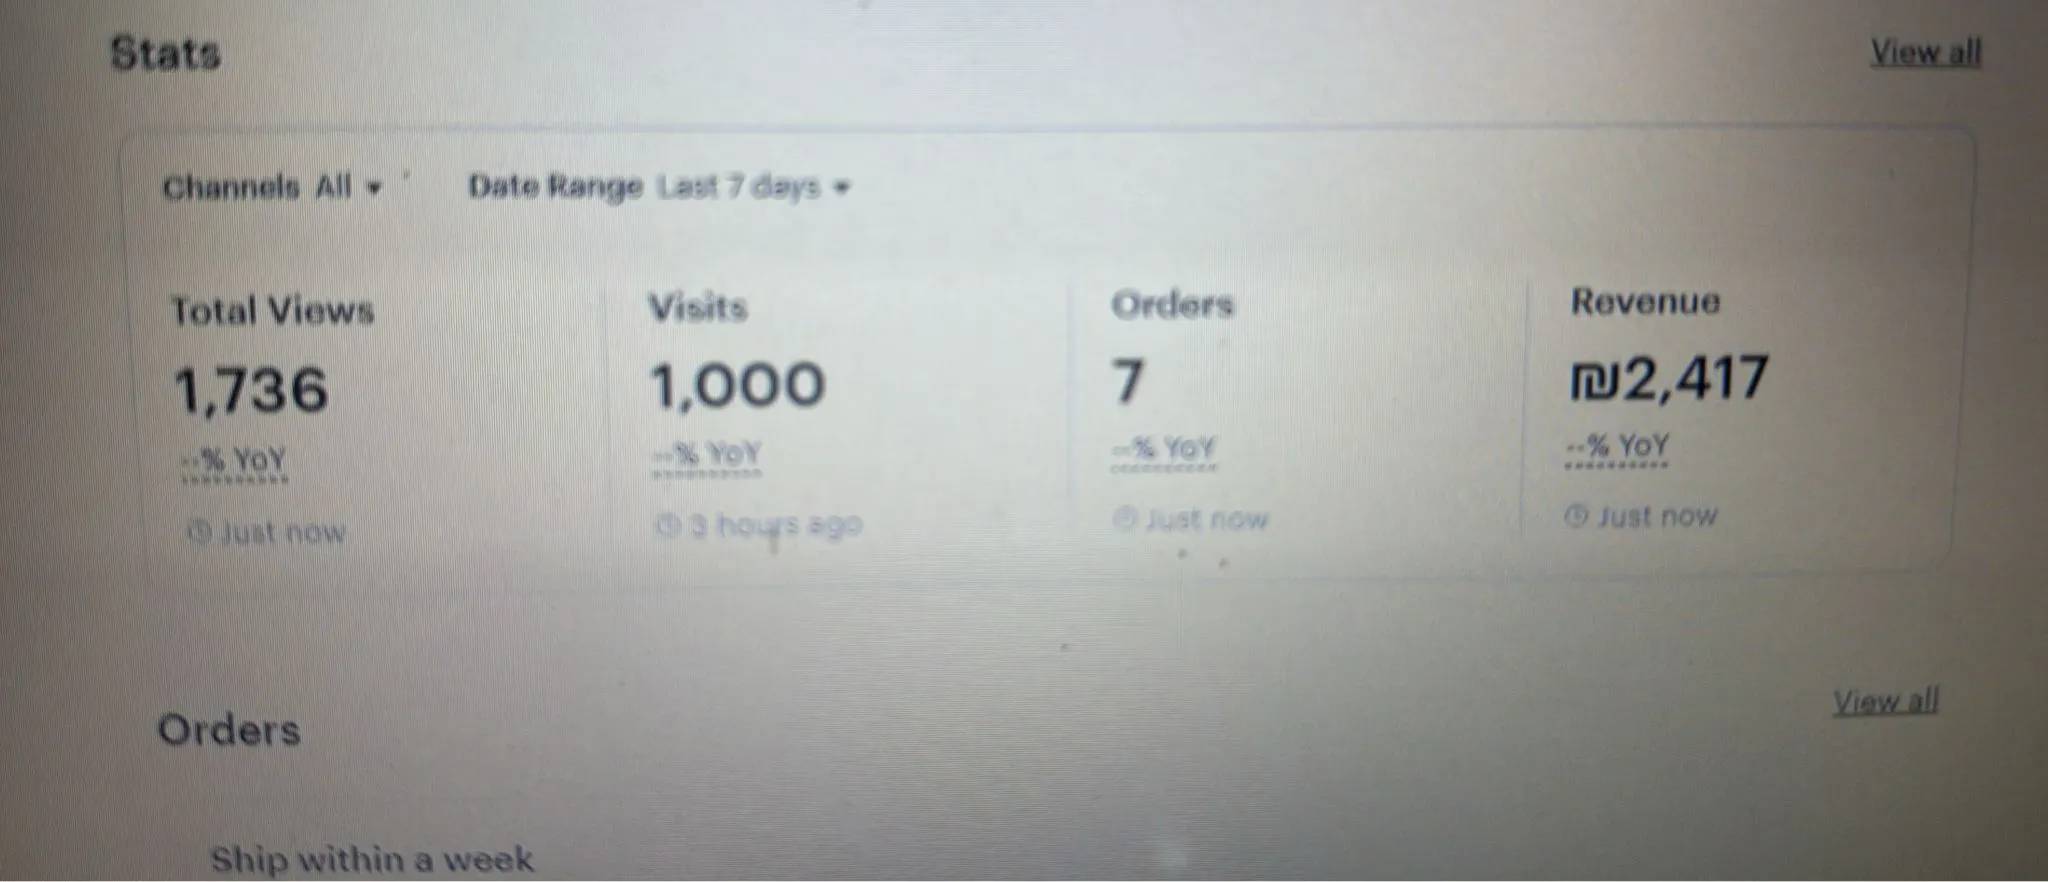 Stats
View all
Channels All
Date Range Last 7 days
Total Views
1,736
--% YoY
Just now
Visits
1,000
--% YoY
3 hours ago
Orders
7
--% YoY
Just now
Revenue
₪2,417
--% YoY
Just now
Orders
View all
Ship within a week